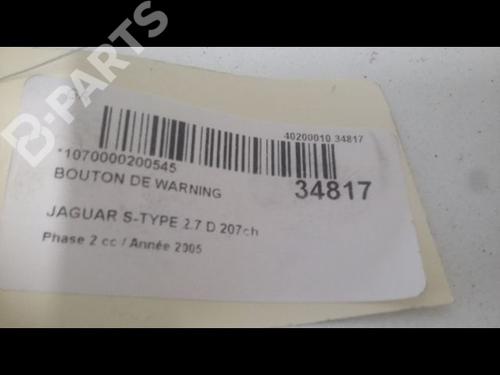 B-PARTS
40200010 34817
*1070000200545
BOUTON DE WARNING
34817
JAGUAR S-TYPE 2.7 D 207ch
Phase 2 cc / Année 2005